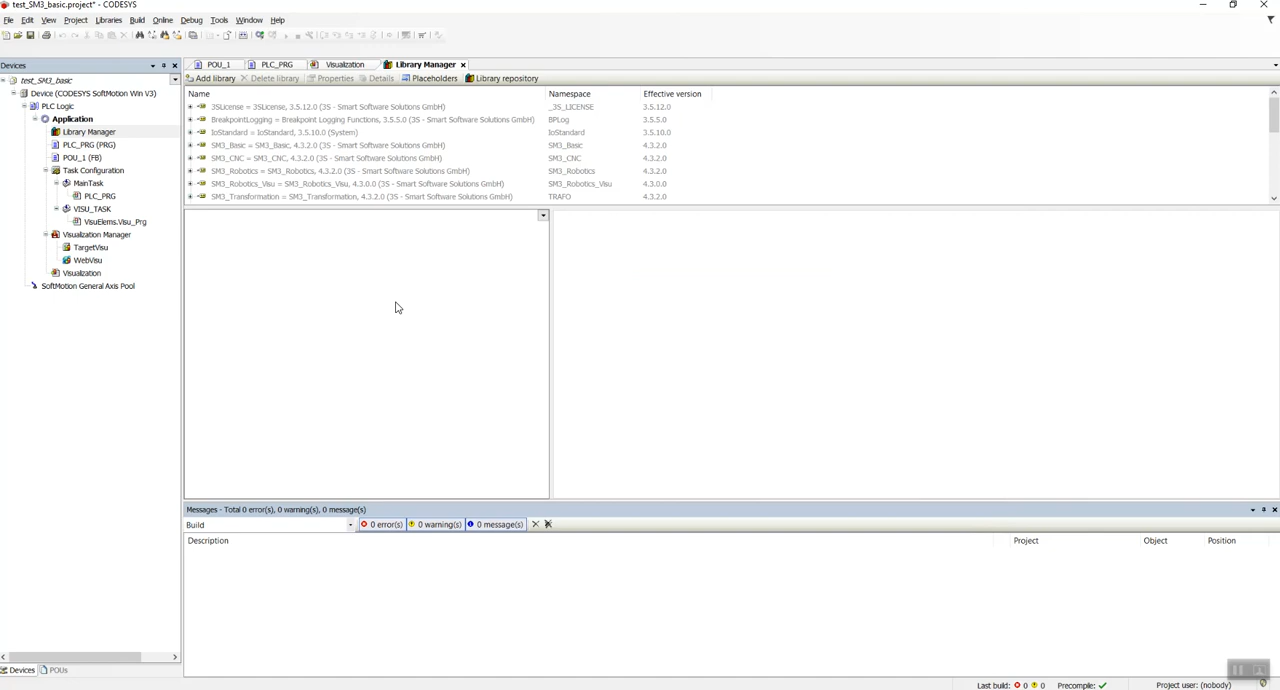 test_SM3_basic.project* - CODESYS
File Edit View Project Libraries Build Online Debug Tools Window Help
Devices
test_SM3_basic
Device (CODESYS SoftMotion Win V3)
PLC Logic
Application
Library Manager
PLC_PRG (PRG)
POU_1 (FB)
Task Configuration
MainTask
PLC_PRG
VISU_TASK
VisuElems.Visu_Prg
Visualization Manager
TargetVisu
WebVisu
Visualization
SoftMotion General Axis Pool
Devices POUs
POU_1 PLC_PRG Visualization Library Manager
Add library Delete library Properties Details Placeholders Library repository
Name Namespace Effective version
3SLicense = 3SLicense, 3.5.12.0 (3S - Smart Software Solutions GmbH) _3S_LICENSE 3.5.12.0
BreakpointLogging = Breakpoint Logging Functions, 3.5.5.0 (3S - Smart Software Solutions GmbH) BPLog 3.5.5.0
IoStandard = IoStandard, 3.5.10.0 (System) IoStandard 3.5.10.0
SM3_Basic = SM3_Basic, 4.3.2.0 (3S - Smart Software Solutions GmbH) SM3_Basic 4.3.2.0
SM3_CNC = SM3_CNC, 4.3.2.0 (3S - Smart Software Solutions GmbH) SM3_CNC 4.3.2.0
SM3_Robotics = SM3_Robotics, 4.3.2.0 (3S - Smart Software Solutions GmbH) SM3_Robotics 4.3.2.0
SM3_Robotics_Visu = SM3_Robotics_Visu, 4.3.0.0 (3S - Smart Software Solutions GmbH) SM3_Robotics_Visu 4.3.0.0
SM3_Transformation = SM3_Transformation, 4.3.2.0 (3S - Smart Software Solutions GmbH) TRAFO 4.3.2.0
Messages - Total 0 error(s), 0 warning(s), 0 message(s)
Build 0 error(s) 0 warning(s) 0 message(s)
Description Project Object Position
Last build: 0 0 Precompile: Project user: (nobody)